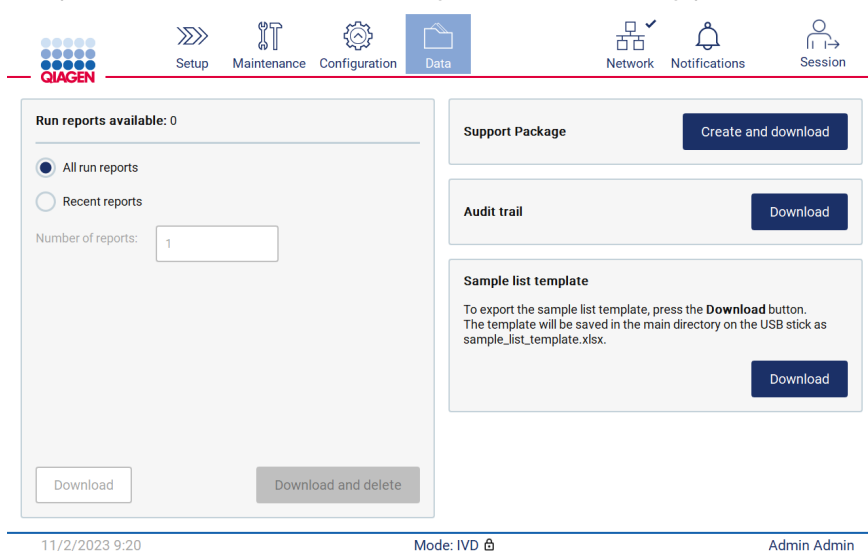 QIAGEN
Setup
Maintenance
Configuration
Data
Network
Notifications
Session
Run reports available: 0
All run reports
Recent reports
Number of reports:
1
Download
Download and delete
Support Package
Create and download
Audit trail
Download
Sample list template
To export the sample list template, press the Download button.
The template will be saved in the main directory on the USB stick as
sample_list_template.xlsx.
Download
11/2/2023 9:20
Mode: IVD
Admin Admin